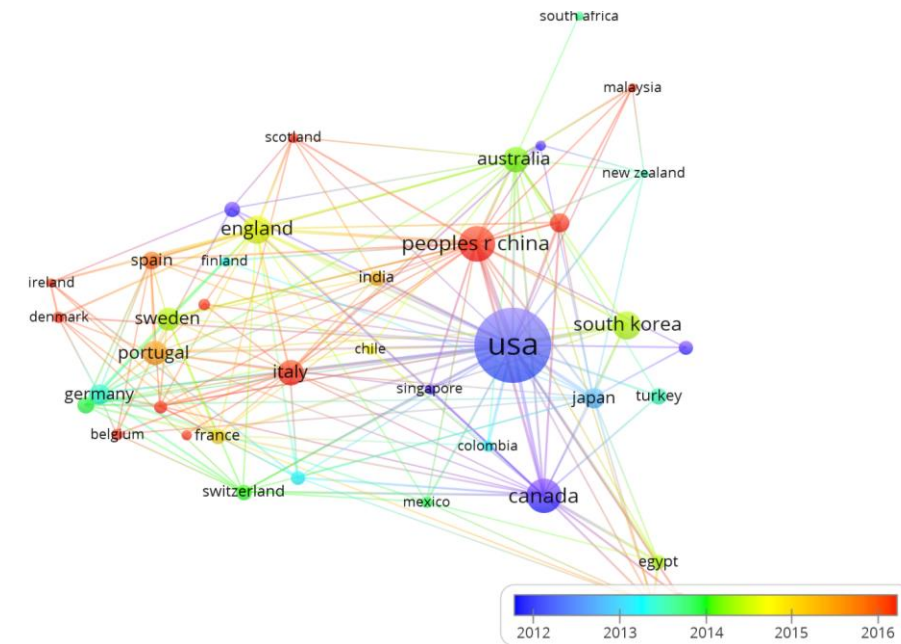 south africa
malaysia
scotland
australia
new zealand
england
peoples r china
spain
finland
india
ireland
denmark
sweden
south korea
portugal
chile
usa
italy
germany
singapore
japan
turkey
belgium
france
colombia
switzerland
mexico
canada
egypt
2012 2013 2014 2015 2016